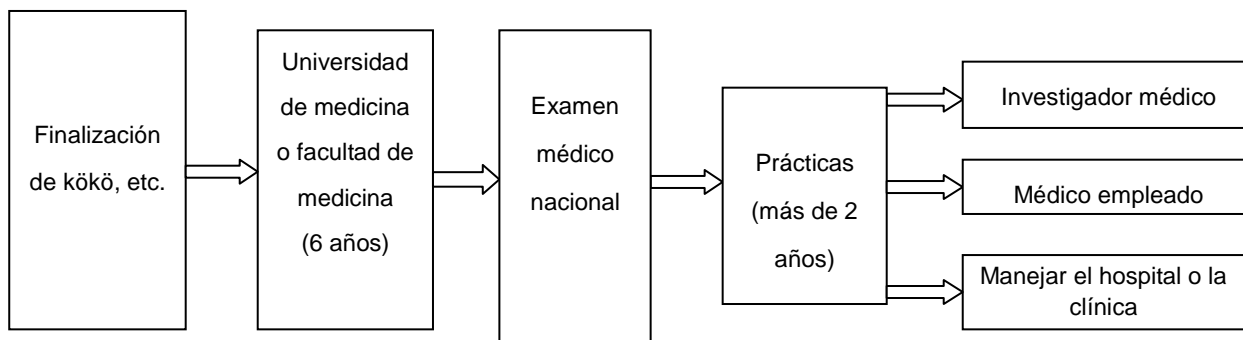 Finalización
de kökö, etc.
Universidad
de medicina
o facultad de
medicina
(6 años)
Examen
médico
nacional
Prácticas
(más de 2
años)
Investigador médico
Médico empleado
Manejar el hospital o la
clínica